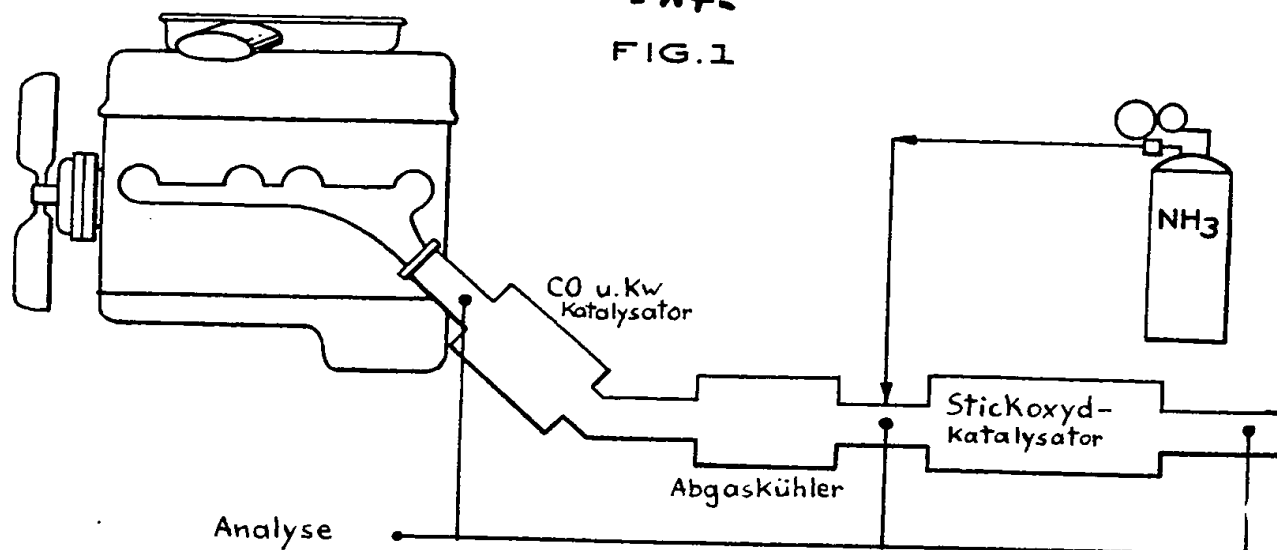 FIG.1
NH3
CO u. Kw
Katalysator
Stickoxyd-
Katalysator
Abgaskühler
Analyse